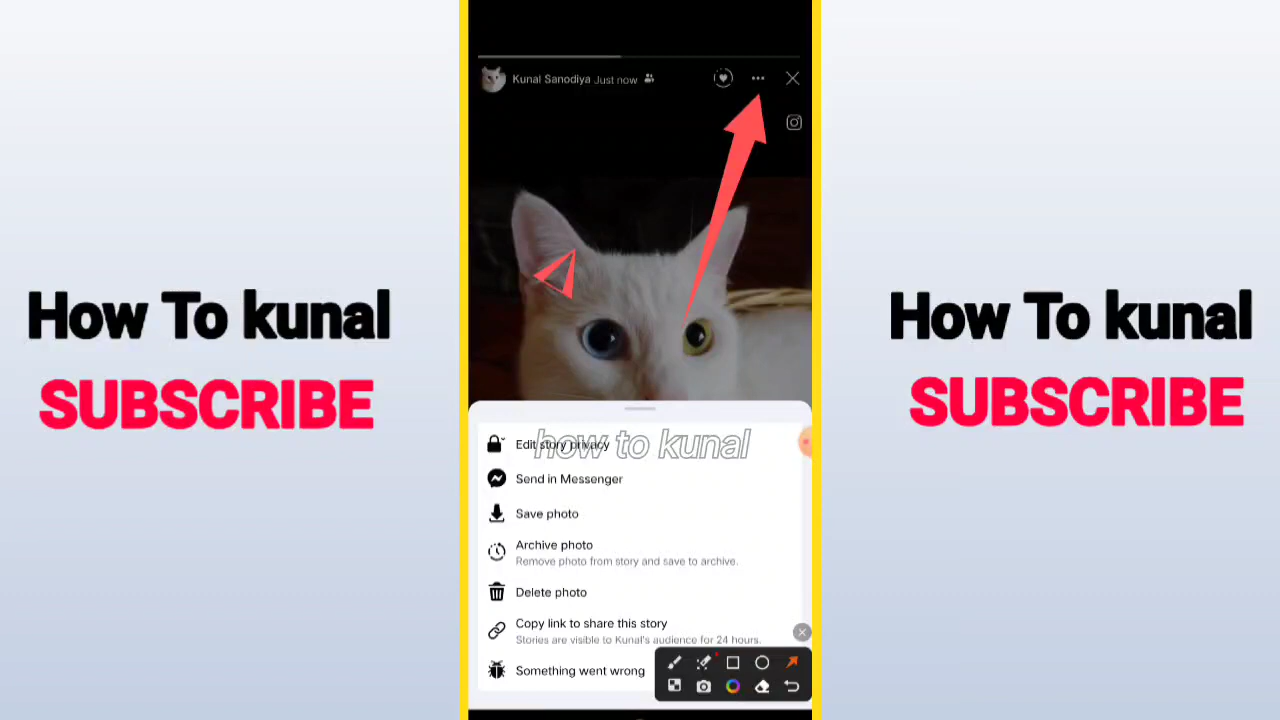 Kunal Sanodiya Just now
How To kunal
SUBSCRIBE
How To kunal
SUBSCRIBE
how to kunal
Edit story privacy
Send in Messenger
Save photo
Archive photo
Remove photo from story and save to archive.
Delete photo
Copy link to share this story
Stories are visible to Kunal's audience for 24 hours.
Something went wrong